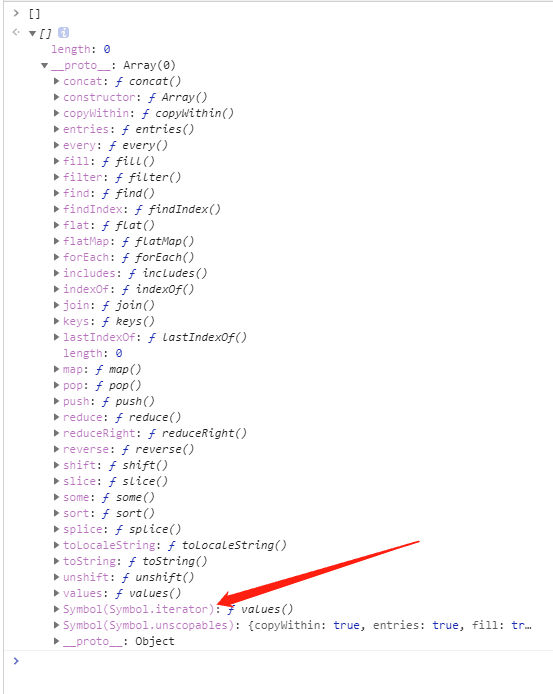 > []
< ▼[] i
length: 0
▼__proto__: Array(0)
▶ concat: ƒ concat()
▶ constructor: ƒ Array()
▶ copyWithin: ƒ copyWithin()
▶ entries: ƒ entries()
▶ every: ƒ every()
▶ fill: ƒ fill()
▶ filter: ƒ filter()
▶ find: ƒ find()
▶ findIndex: ƒ findIndex()
▶ flat: ƒ flat()
▶ flatMap: ƒ flatMap()
▶ forEach: ƒ forEach()
▶ includes: ƒ includes()
▶ indexOf: ƒ indexOf()
▶ join: ƒ join()
▶ keys: ƒ keys()
▶ lastIndexOf: ƒ lastIndexOf()
length: 0
▶ map: ƒ map()
▶ pop: ƒ pop()
▶ push: ƒ push()
▶ reduce: ƒ reduce()
▶ reduceRight: ƒ reduceRight()
▶ reverse: ƒ reverse()
▶ shift: ƒ shift()
▶ slice: ƒ slice()
▶ some: ƒ some()
▶ sort: ƒ sort()
▶ splice: ƒ splice()
▶ toLocaleString: ƒ toLocaleString()
▶ toString: ƒ toString()
▶ unshift: ƒ unshift()
▶ values: ƒ values()
▶ Symbol(Symbol.iterator): ƒ values()
▶ Symbol(Symbol.unscopables): {copyWithin: true, entries: true, fill: tr…
▶ __proto__: Object
>